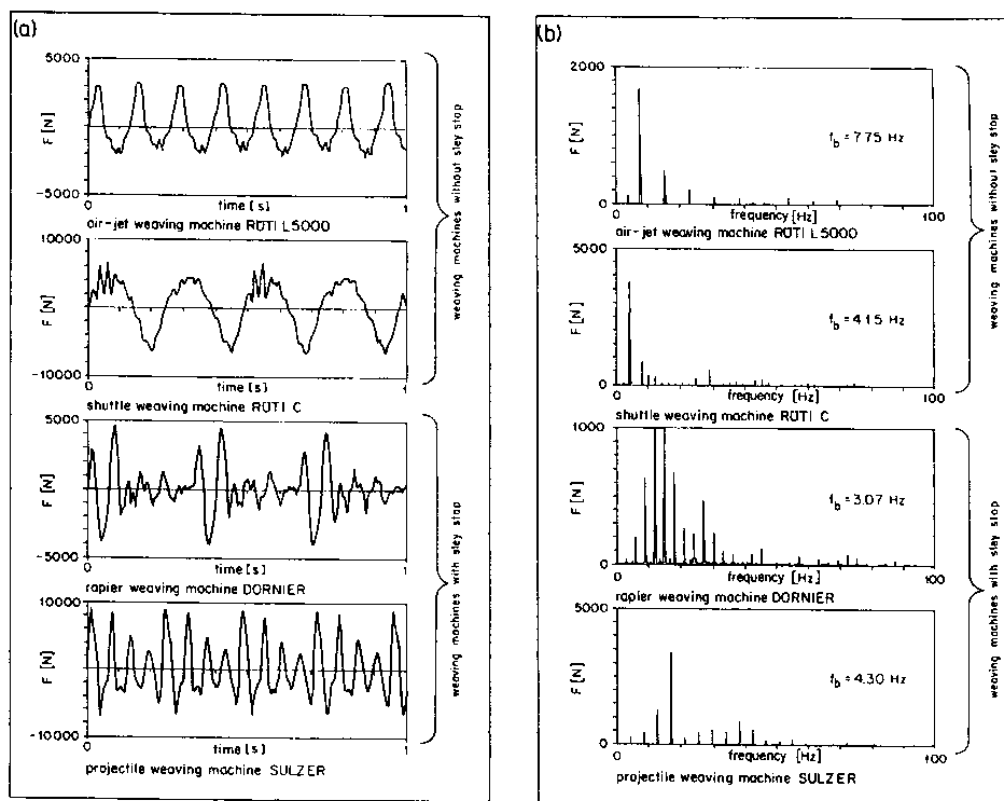 (a)
5000
F [N]
-5000
time [s]
1
air-jet weaving machine RÜTI L5000
10000
F [N]
-10000
0
time [s]
1
shuttle weaving machine RÜTI C
weaving machines without sley stop
5000
F [N]
-5000
0
time [s]
1
rapier weaving machine DORNIER
10000
F [N]
-10000
0
time [s]
1
projectile weaving machine SULZER
weaving machines with sley stop
(b)
2000
F [N]
f_b = 7.75 Hz
0
0
frequency [Hz]
100
air-jet weaving machine RÜTI L5000
5000
F [N]
f_b = 4.15 Hz
0
0
frequency [Hz]
100
shuttle weaving machine RÜTI C
weaving machines without sley stop
1000
F [N]
f_b = 3.07 Hz
0
0
frequency [Hz]
100
rapier weaving machine DORNIER
5000
F [N]
f_b = 4.30 Hz
0
0
frequency [Hz]
100
projectile weaving machine SULZER
weaving machines with sley stop